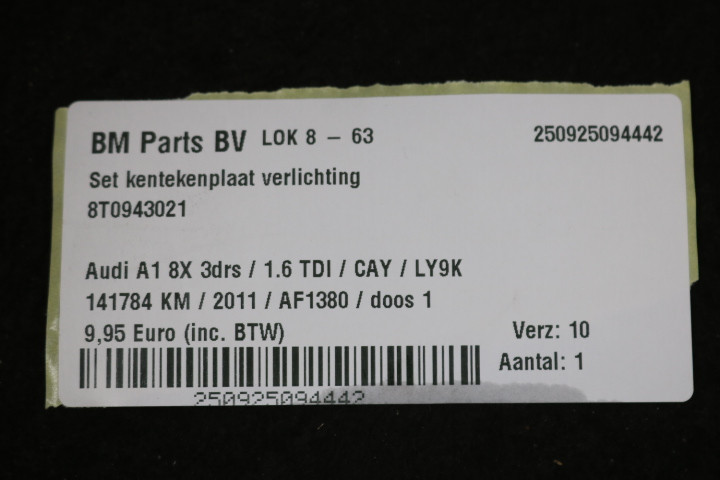 BM Parts BV LOK 8 – 63 250925094442
Set kentekenplaat verlichting
8T0943021
Audi A1 8X 3drs / 1.6 TDI / CAY / LY9K
141784 KM / 2011 / AF1380 / doos 1
9,95 Euro (inc. BTW) Verz: 10
Aantal: 1
250925094442